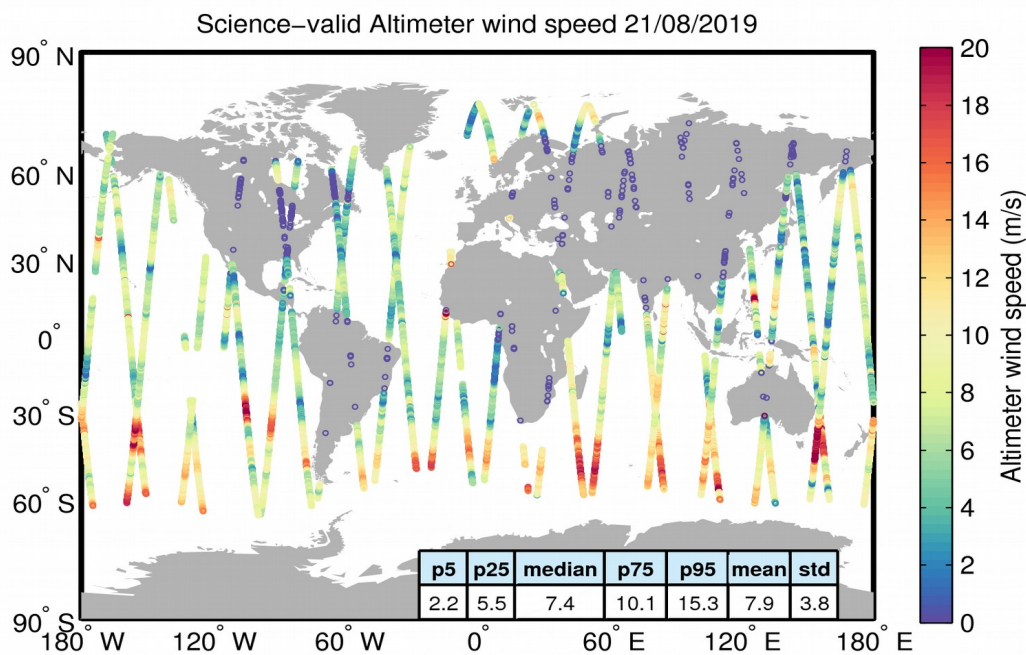 Science-valid Altimeter wind speed 21/08/2019
90° N
60° N
30° N
0°
30° S
60° S
90° S
180° W
120° W
60° W
0°
60° E
120° E
180° E
p5 p25 median p75 p95 mean std
2.2 5.5 7.4 10.1 15.3 7.9 3.8
20
18
16
14
12
10
8
6
4
2
0
Altimeter wind speed (m/s)